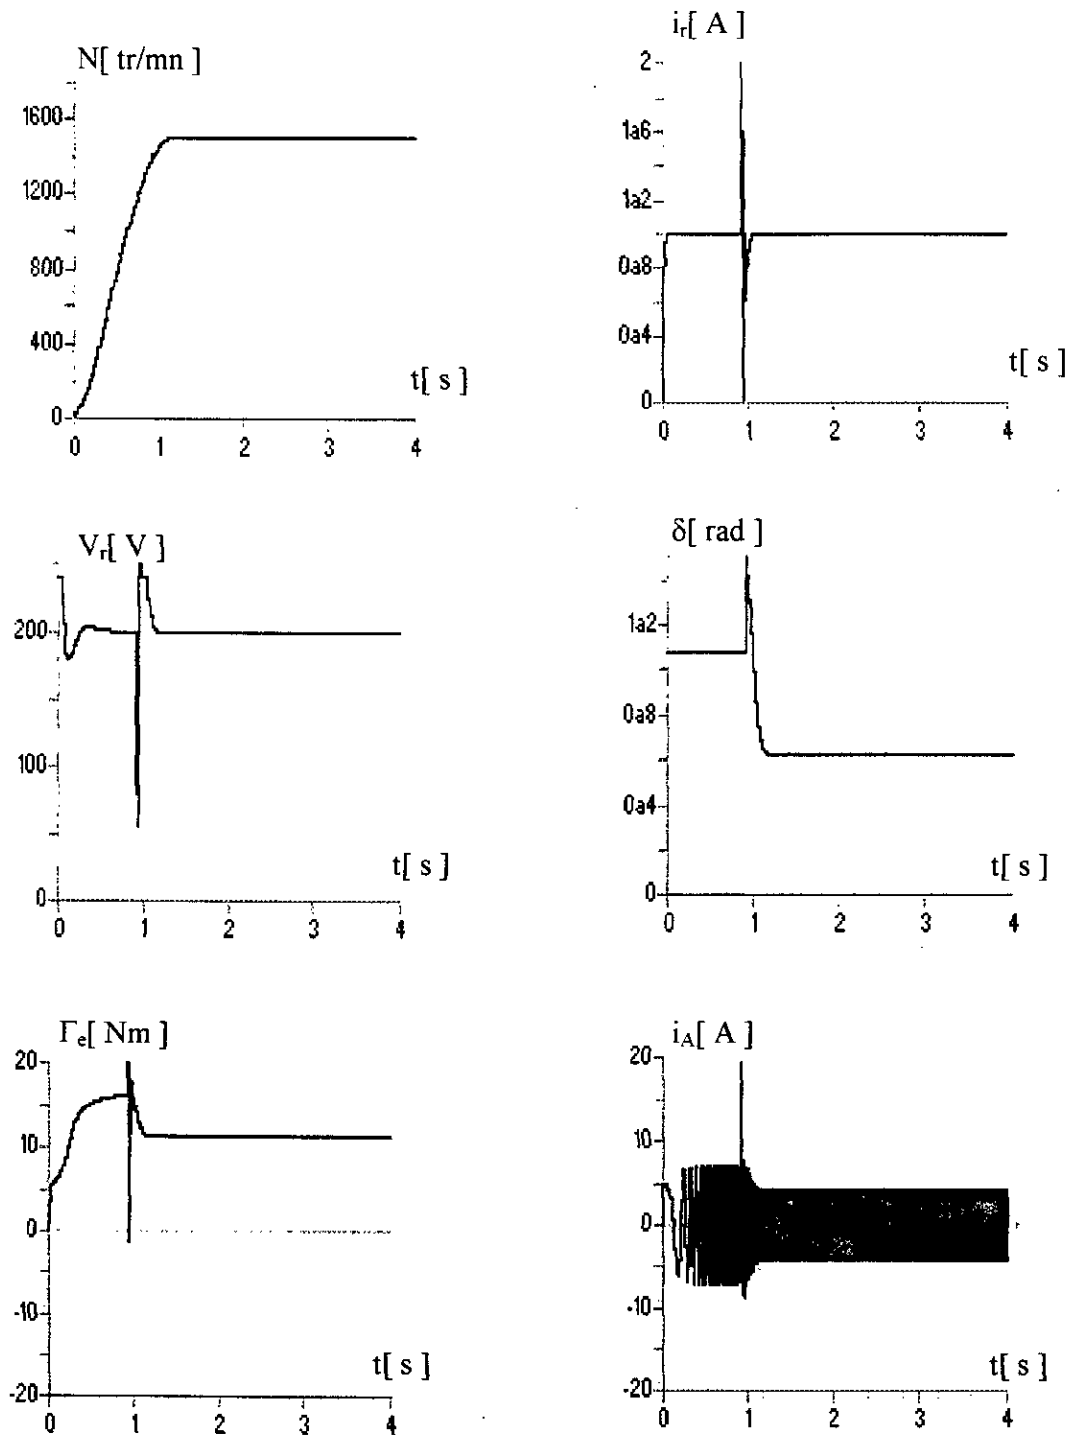 N[ tr/mn]
1600
1200
800
400
0
t[ s ]
0 1 2 3 4
i_r[ A ]
2
1a6
1a2
0a8
0a4
0
t[ s ]
0 1 2 3 4
V_r[ V ]
200
100
0
t[ s ]
0 1 2 3 4
δ[ rad ]
1a2
0a8
0a4
0
t[ s ]
0 1 2 3 4
Γ_e[ Nm ]
20
10
0
-10
-20
t[ s ]
0 1 2 3 4
i_A[ A ]
20
10
0
-10
-20
t[ s ]
0 1 2 3 4